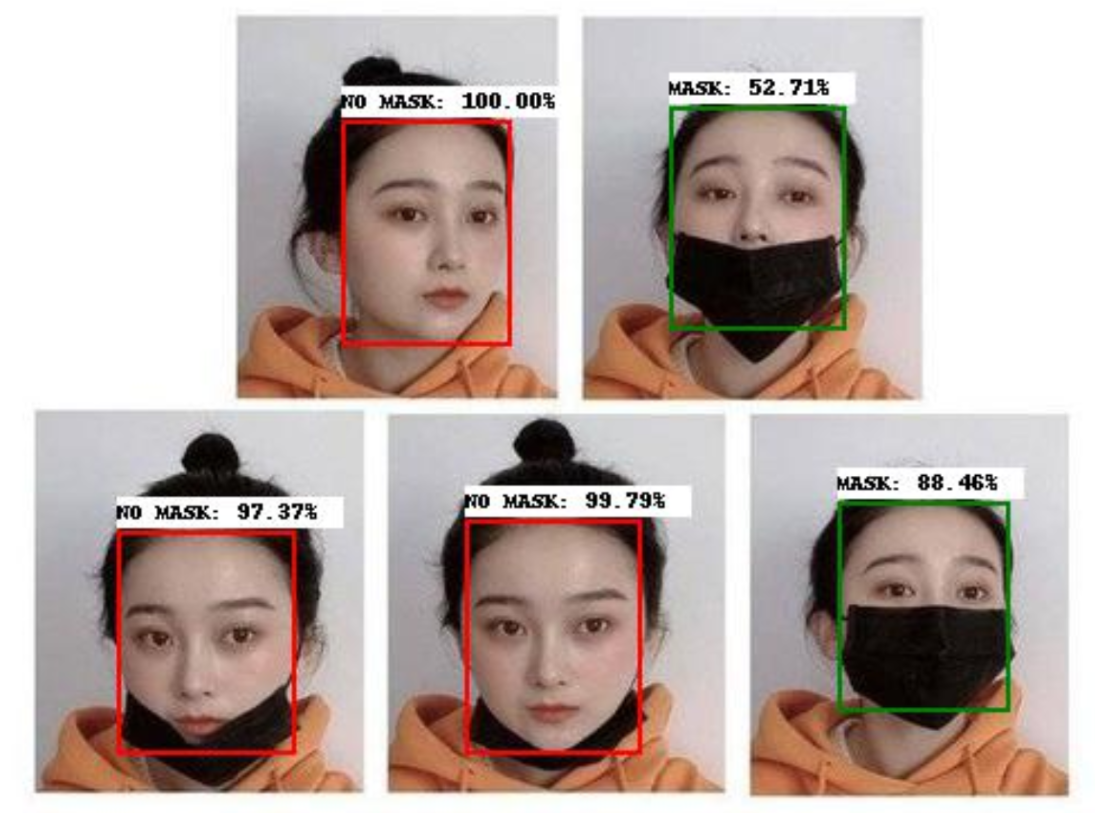 NO MASK: 100.00%
MASK: 52.71%
NO MASK: 97.37%
NO MASK: 99.79%
MASK: 88.46%